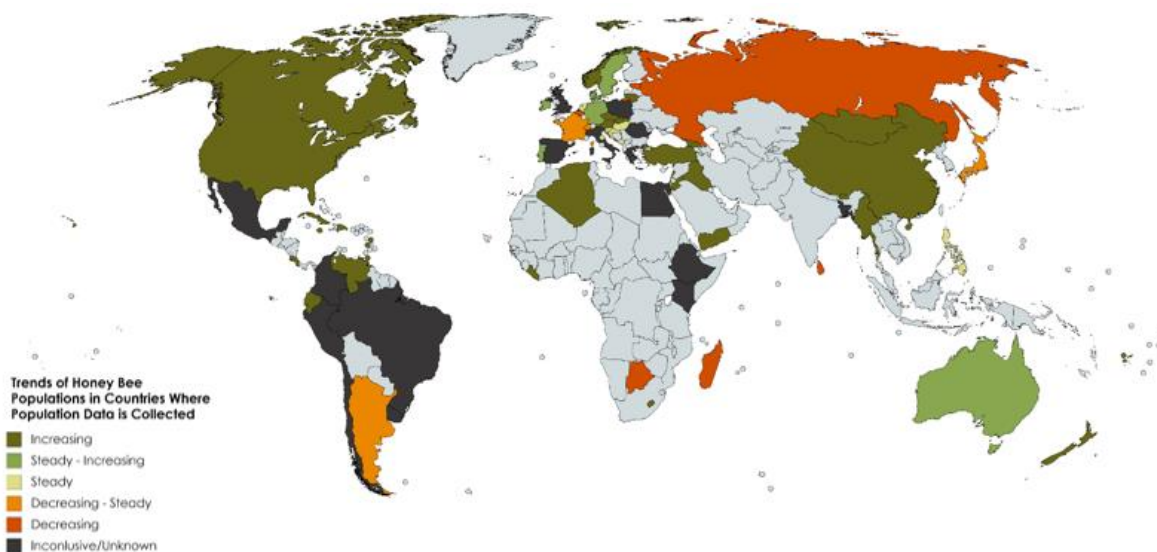 Trends of Honey Bee
Populations in Countries Where
Population Data is Collected
Increasing
Steady - Increasing
Steady
Decreasing - Steady
Decreasing
Inconlusive/Unknown